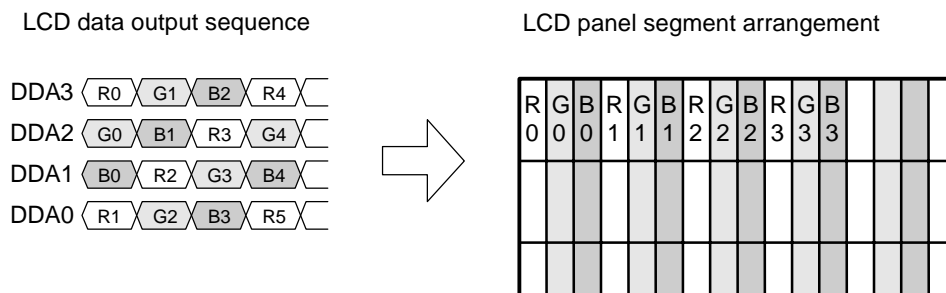 LCD data output sequence
LCD panel segment arrangement
DDA3 R0 G1 B2 R4
DDA2 G0 B1 R3 G4
DDA1 B0 R2 G3 B4
DDA0 R1 G2 B3 R5
R G B R G B R G B R G B
0 0 0 1 1 1 2 2 2 3 3 3